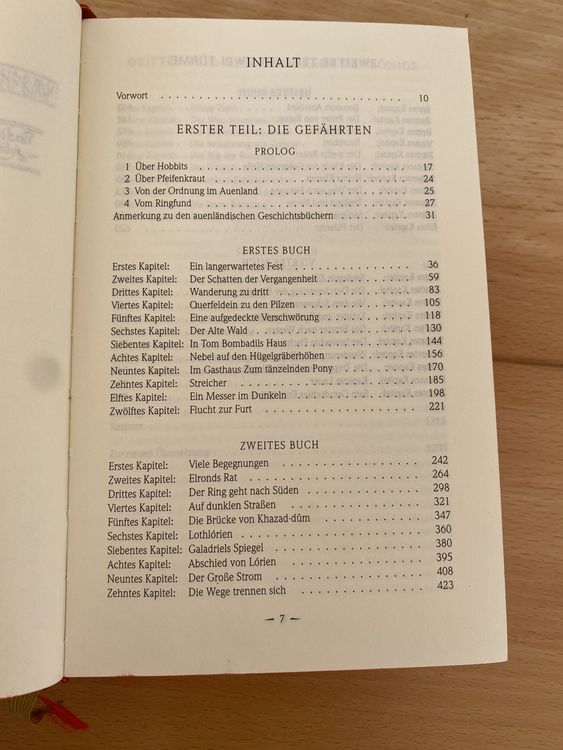 INHALT
Vorwort . . . . . . . . . . . . . . . . . . . . . . . . . . . . . . 10
ERSTER TEIL: DIE GEFÄHRTEN
PROLOG
1 Über Hobbits . . . . . . . . . . . . . . . . . . . . . . . . 17
2 Über Pfeifenkraut . . . . . . . . . . . . . . . . . . . . . . 24
3 Von der Ordnung im Auenland . . . . . . . . . . . . . . . . 25
4 Vom Ringfund . . . . . . . . . . . . . . . . . . . . . . . . 27
Anmerkung zu den auenländischen Geschichtsbüchern . . . . . . . . 31
ERSTES BUCH
Erstes Kapitel: Ein langerwartetes Fest . . . . . . . . . . . . 36
Zweites Kapitel: Der Schatten der Vergangenheit . . . . . . . . 59
Drittes Kapitel: Wanderung zu dritt . . . . . . . . . . . . . . 83
Viertes Kapitel: Querfeldein zu den Pilzen . . . . . . . . . . 105
Fünftes Kapitel: Eine aufgedeckte Verschwörung . . . . . . . . 118
Sechstes Kapitel: Der Alte Wald . . . . . . . . . . . . . . . . 130
Siebentes Kapitel: In Tom Bombadils Haus . . . . . . . . . . . 144
Achtes Kapitel: Nebel auf den Hügelgräberhöhen . . . . . . . . 156
Neuntes Kapitel: Im Gasthaus Zum tänzelnden Pony . . . . . . . 170
Zehntes Kapitel: Streicher . . . . . . . . . . . . . . . . . . 185
Elftes Kapitel: Ein Messer im Dunkeln . . . . . . . . . . . . . 198
Zwölftes Kapitel: Flucht zur Furt . . . . . . . . . . . . . . . 221
ZWEITES BUCH
Erstes Kapitel: Viele Begegnungen . . . . . . . . . . . . . . . 242
Zweites Kapitel: Elronds Rat . . . . . . . . . . . . . . . . . 264
Drittes Kapitel: Der Ring geht nach Süden . . . . . . . . . . . 298
Viertes Kapitel: Auf dunklen Straßen . . . . . . . . . . . . . 321
Fünftes Kapitel: Die Brücke von Khazad-dûm . . . . . . . . . . 347
Sechstes Kapitel: Lothlórien . . . . . . . . . . . . . . . . . 360
Siebentes Kapitel: Galadriels Spiegel . . . . . . . . . . . . . 380
Achtes Kapitel: Abschied von Lórien . . . . . . . . . . . . . . 395
Neuntes Kapitel: Der Große Strom . . . . . . . . . . . . . . . 408
Zehntes Kapitel: Die Wege trennen sich . . . . . . . . . . . . 423
— 7 —